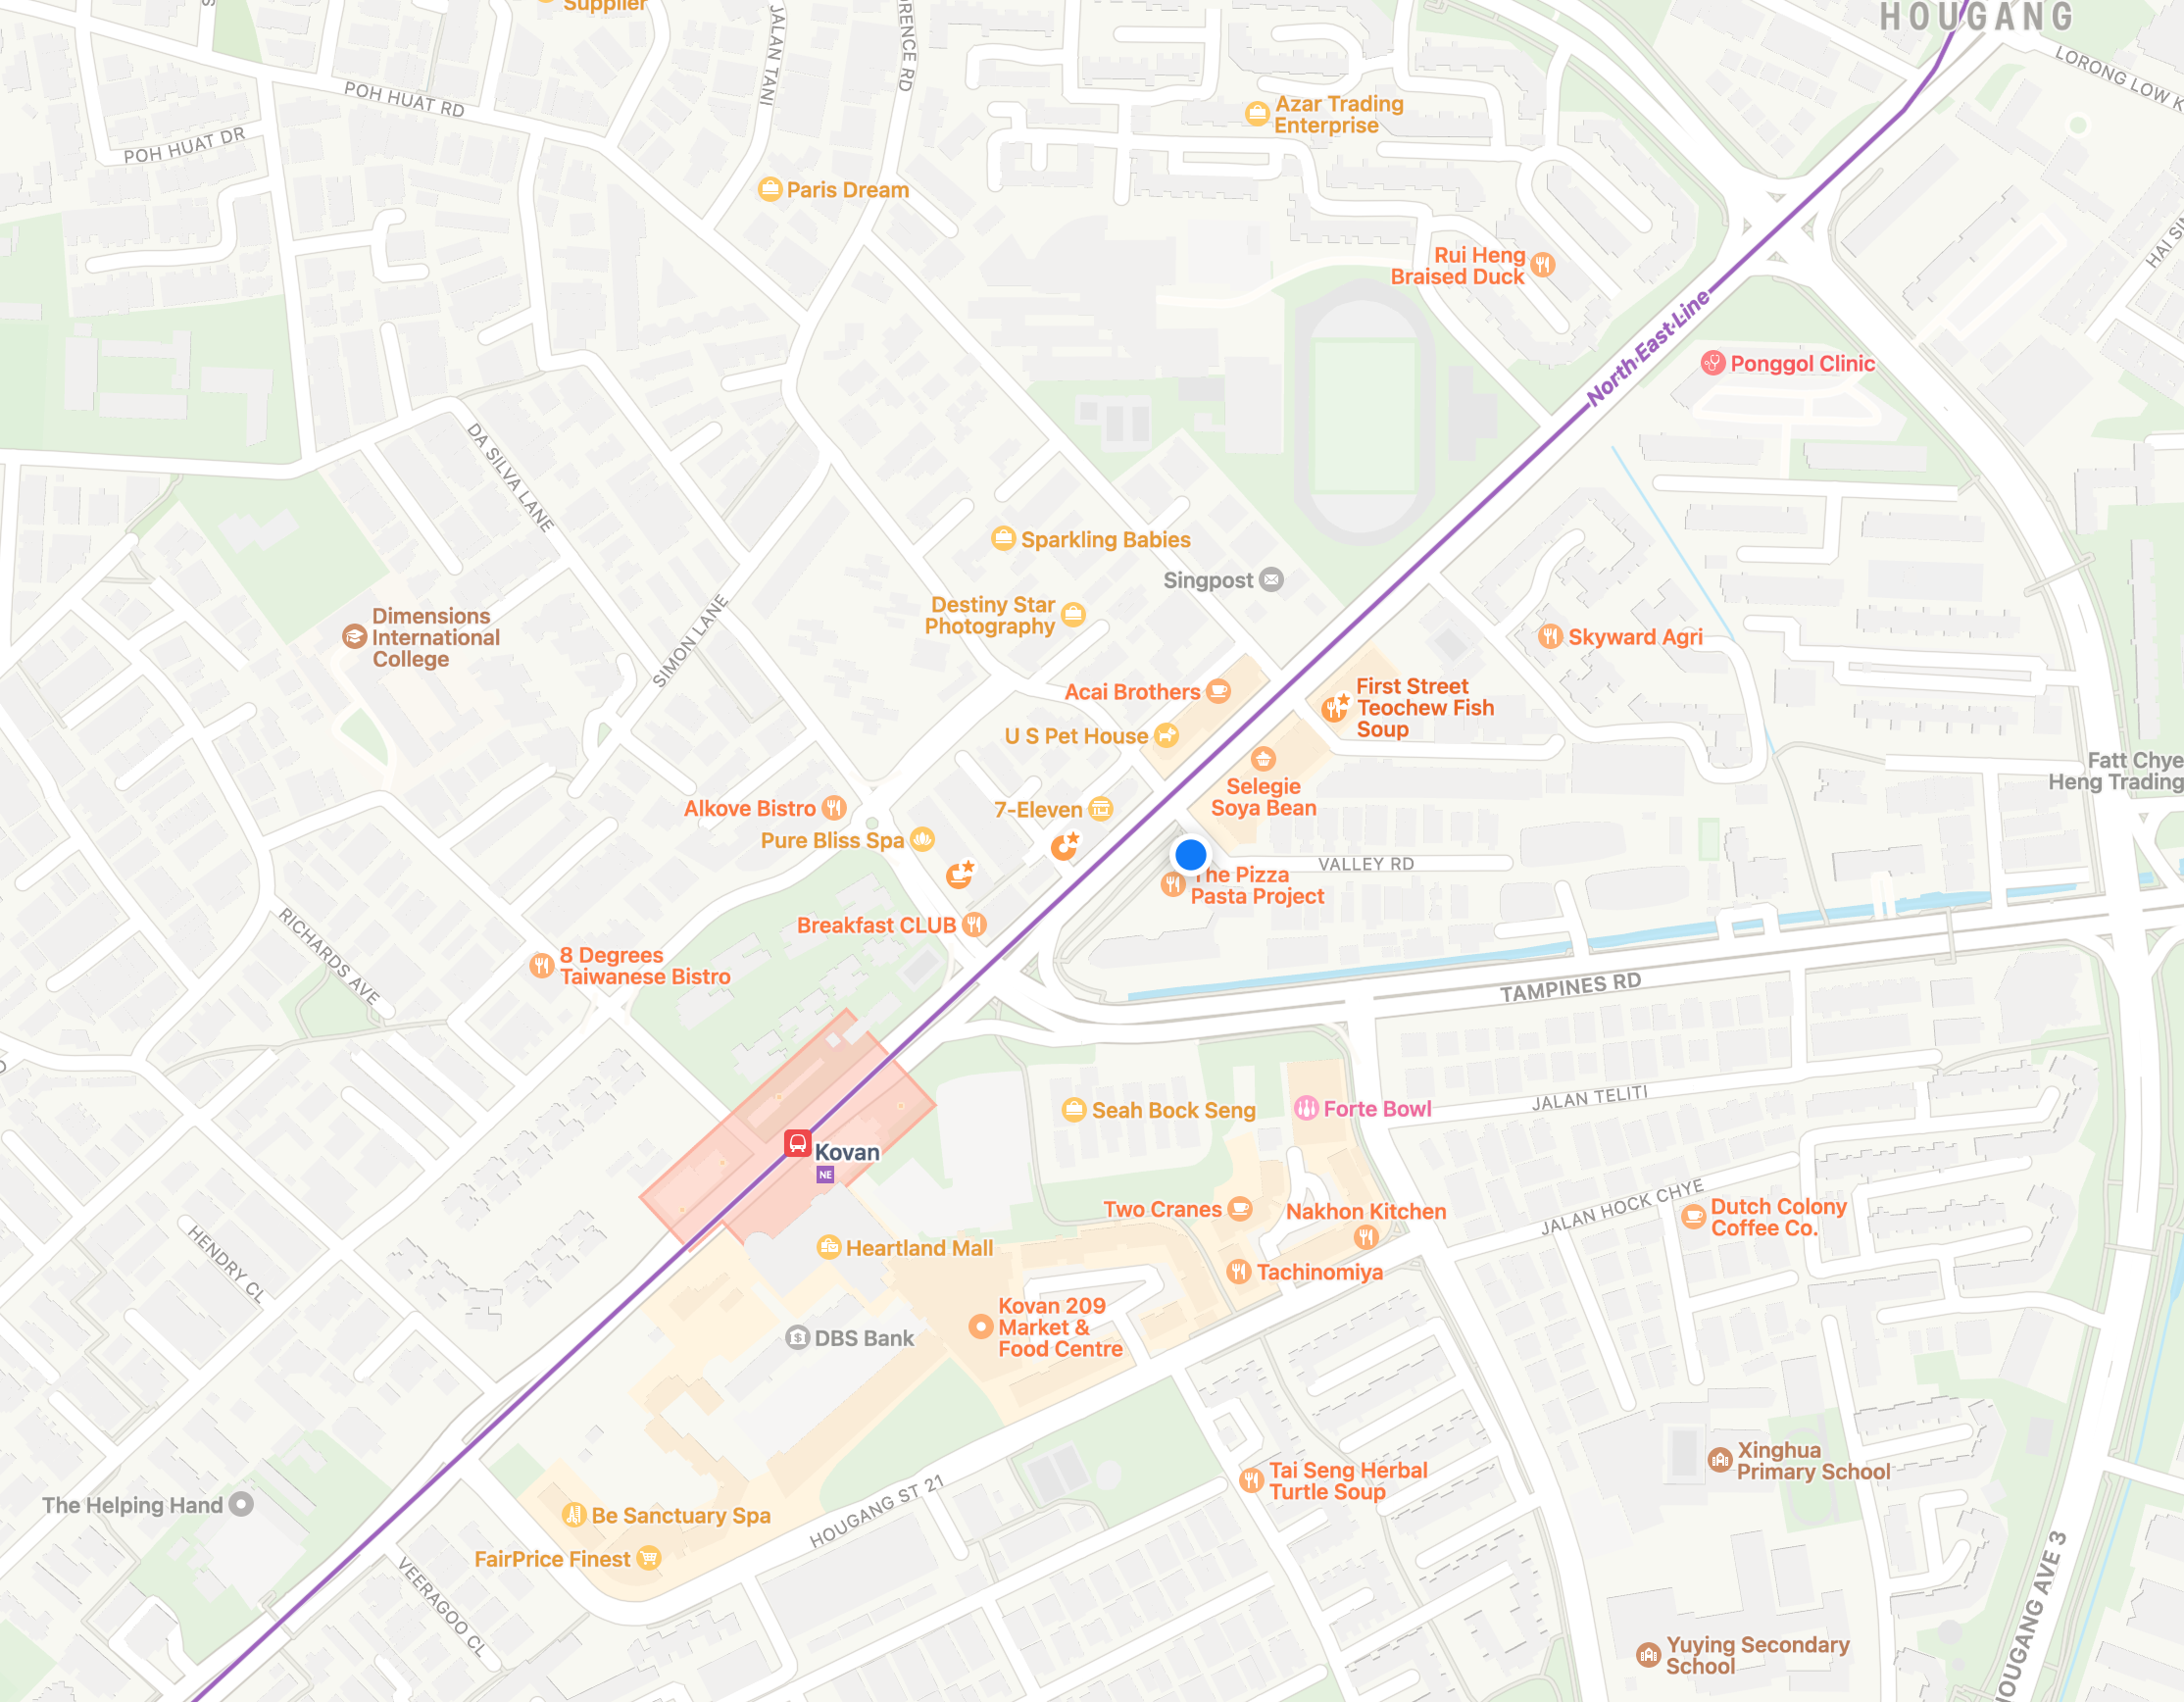 Supplier
HOUGANG
JALAN TANI
POH HUAT RD
POH HUAT DR
Azar Trading
Enterprise
Paris Dream
Rui Heng
Braised Duck
North East Line
Ponggol Clinic
DA SILVA LANE
Sparkling Babies
Singpost
Destiny Star
Photography
Dimensions
International
College
SIMON LANE
Skyward Agri
Acai Brothers
First Street
Teochew Fish
Soup
U S Pet House
Selegie
Soya Bean
Fatt Chye
Heng Trading
Alkove Bistro
7-Eleven
Pure Bliss Spa
VALLEY RD
The Pizza
Pasta Project
Breakfast CLUB
RICHARDS AVE
8 Degrees
Taiwanese Bistro
TAMPINES RD
JALAN TELITI
Seah Bock Seng
Forte Bowl
Kovan
NE
Two Cranes
Nakhon Kitchen
JALAN HOCK CHYE
Dutch Colony
Coffee Co.
HENDRY CL
Heartland Mall
Tachinomiya
Kovan 209
Market &
Food Centre
DBS Bank
Xinghua
Primary School
Tai Seng Herbal
Turtle Soup
HOUGANG ST 21
The Helping Hand
Be Sanctuary Spa
FairPrice Finest
VEERAGOO CL
HOUGANG AVE 3
Yuying Secondary
School